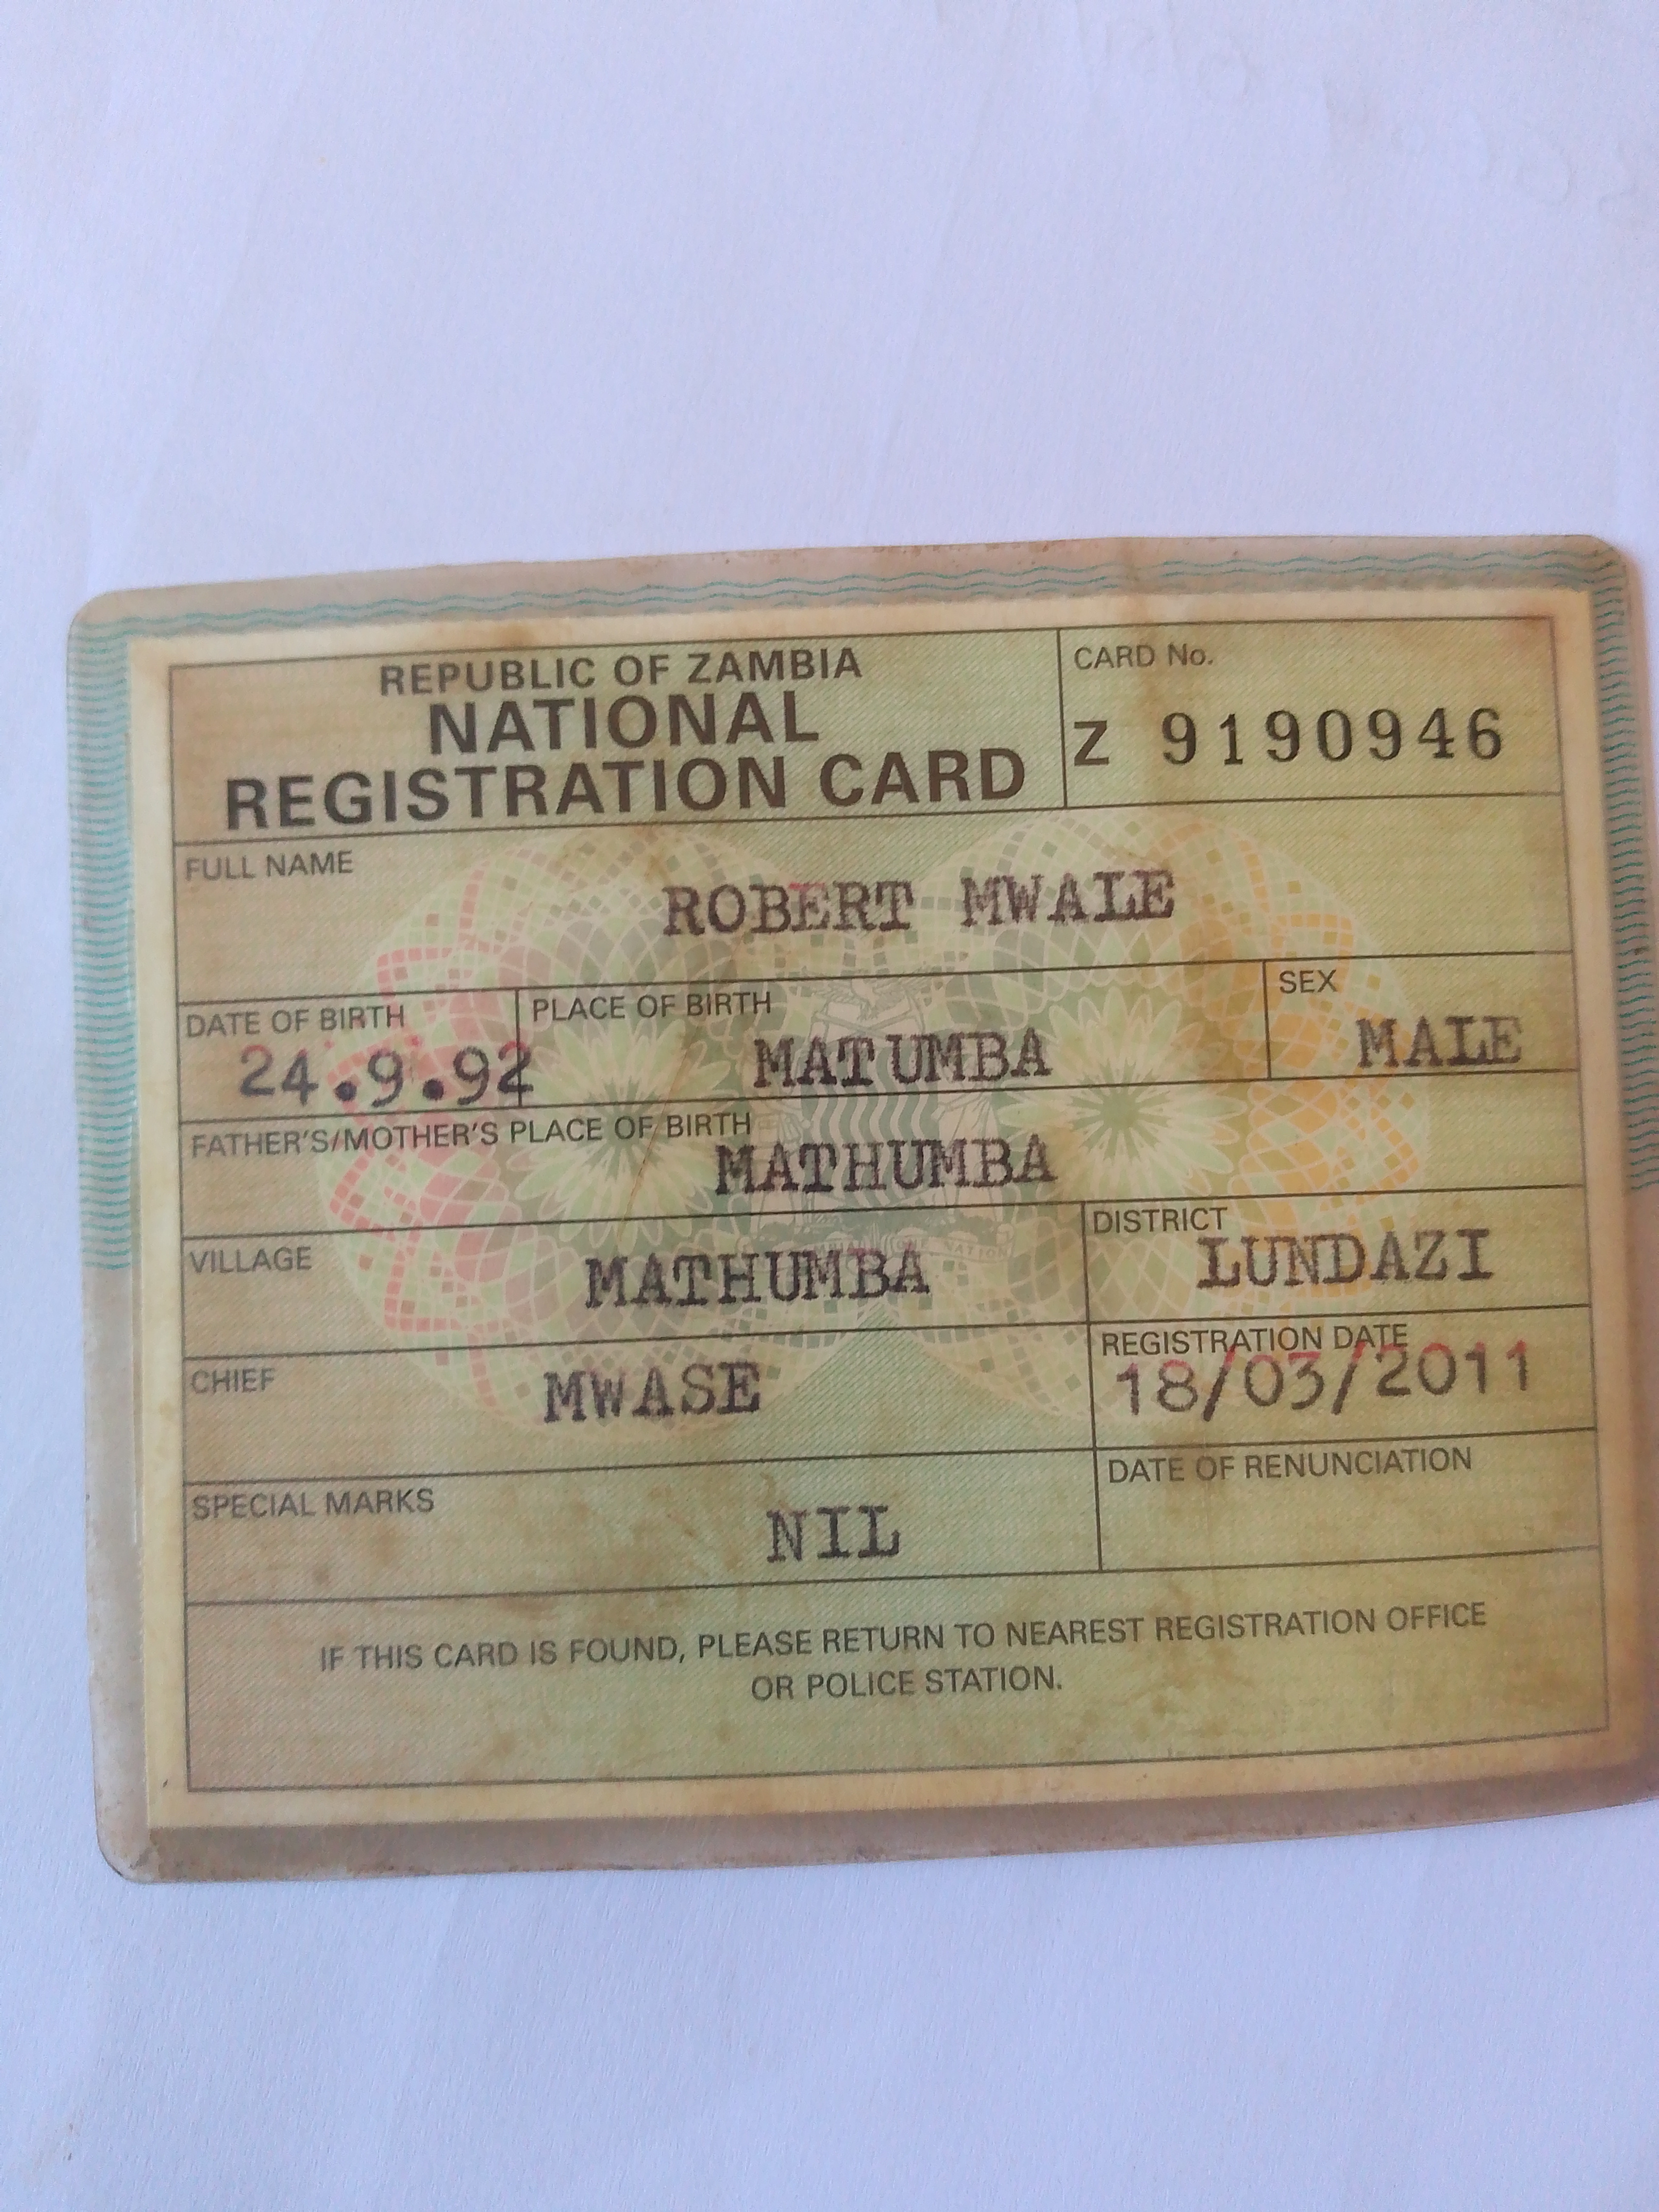 REPUBLIC OF ZAMBIA
NATIONAL
REGISTRATION CARD
CARD No.
Z 9190946
FULL NAME
ROBERT MWALE
DATE OF BIRTH
24.9.92
PLACE OF BIRTH
MATUMBA
SEX
MALE
FATHER'S/MOTHER'S PLACE OF BIRTH
MATHUMBA
VILLAGE
MATHUMBA
DISTRICT
LUNDAZI
CHIEF
MWASE
REGISTRATION DATE
18/03/2011
SPECIAL MARKS
NIL
DATE OF RENUNCIATION
IF THIS CARD IS FOUND, PLEASE RETURN TO NEAREST REGISTRATION OFFICE
OR POLICE STATION.